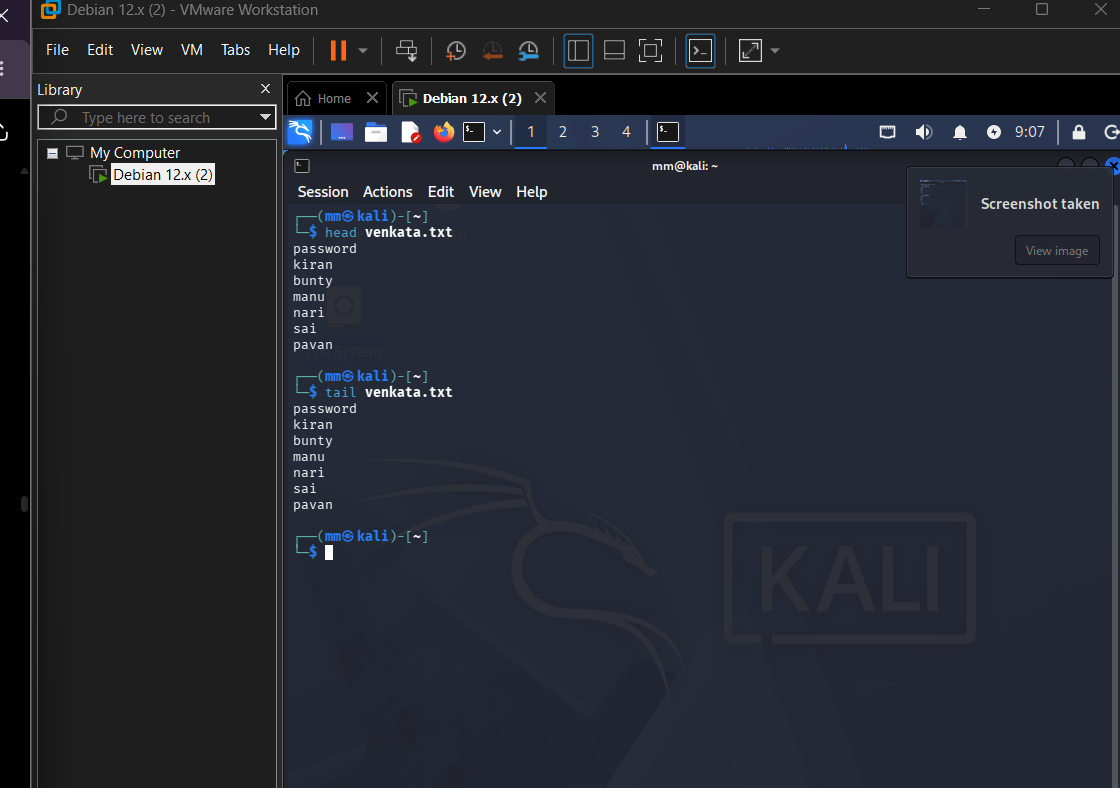 Debian 12.x (2) - VMware Workstation
File Edit View VM Tabs Help
Library
Type here to search
My Computer
Debian 12.x (2)
Home
Debian 12.x (2)
1 2 3 4
9:07
mm@kali: ~
Session Actions Edit View Help
Screenshot taken
View image
┌──(mm㉿kali)-[~]
└─$ head venkata.txt
password
kiran
bunty
manu
nari
sai
pavan
┌──(mm㉿kali)-[~]
└─$ tail venkata.txt
password
kiran
bunty
manu
nari
sai
pavan
┌──(mm㉿kali)-[~]
└─$
KALI